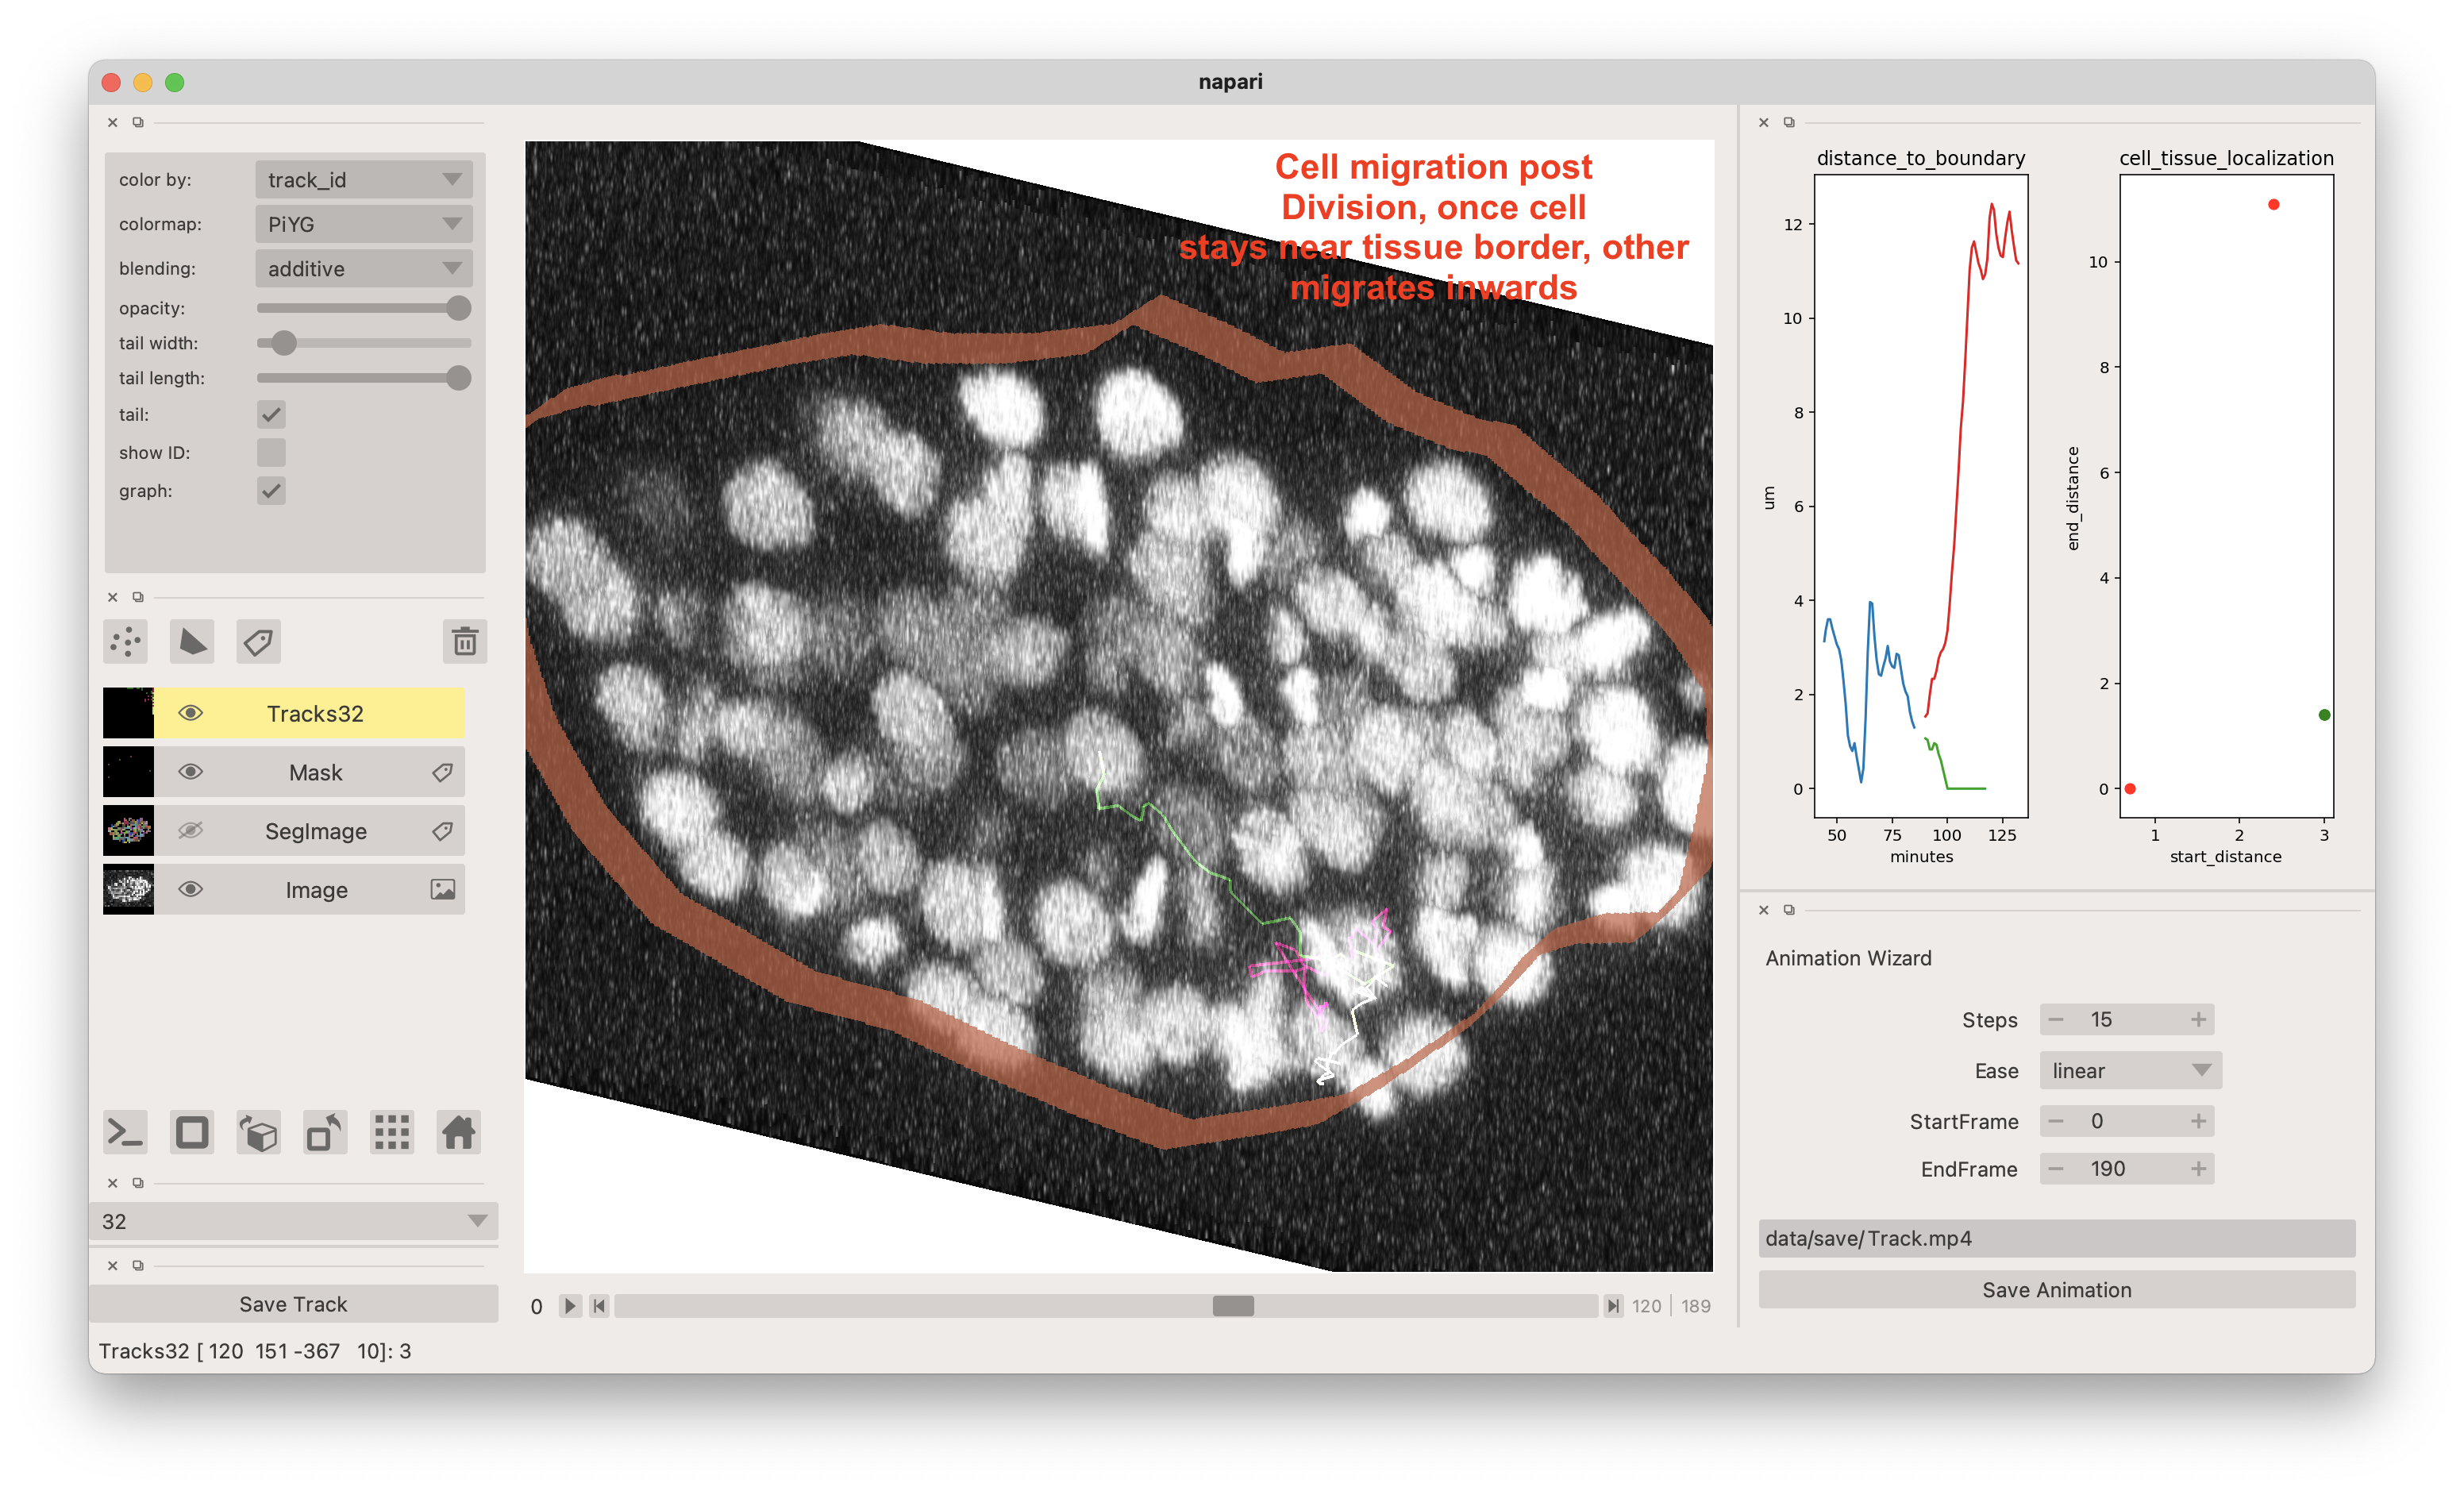 napari
color by:
track_id
colormap:
PiYG
blending:
additive
opacity:
tail width:
tail length:
tail:
show ID:
graph:
Tracks32
Mask
SegImage
Image
32
Save Track
Tracks32 [ 120 151 -367 10]: 3
Cell migration post
Division, once cell
stays near tissue border, other
migrates inwards
0
120 | 189
distance_to_boundary
um
12
10
8
6
4
2
0
50 75 100 125
minutes
cell_tissue_localization
end_distance
10
8
6
4
2
0
1 2 3
start_distance
Animation Wizard
Steps
15
Ease
linear
StartFrame
0
EndFrame
190
data/save/Track.mp4
Save Animation